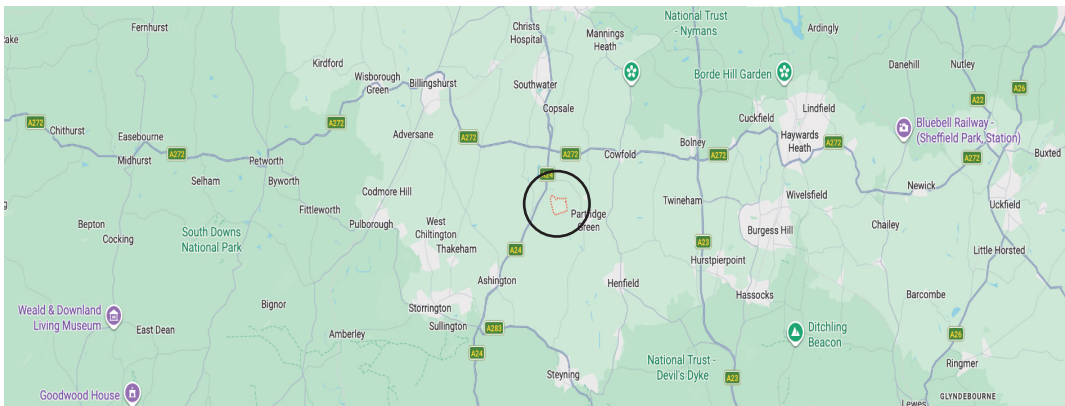 Fernhurst
Christs
Hospital
National Trust
- Nymans
Ardingly
ake
Mannings
Heath
Kirdford
Wisborough
Green
Billingshurst
Southwater
Borde Hill Garden
Danehill
Nutley
A26
A22
Copsale
Lindfield
Cuckfield
Bluebell Railway -
(Sheffield Park, Station)
A272
Chithurst
Easebourne
A272
Adversane
A272
Haywards
Heath
A272
Bolney
A272
Cowfold
A272
A272
Midhurst
A272
Petworth
Buxted
A24
Selham
Byworth
Codmore Hill
Newick
Wivelsfield
Twineham
Uckfield
Fittleworth
Pulborough
West
Chiltington
Partridge
Green
Bepton
Cocking
South Downs
National Park
Thakeham
A24
A23
Burgess Hill
Chailey
Little Horsted
Hurstpierpoint
Ashington
Henfield
Hassocks
Barcombe
Bignor
Storrington
Weald & Downland
Living Museum
East Dean
Amberley
Sullington
A283
Ditchling
Beacon
A26
A24
National Trust -
Devil's Dyke
Ringmer
Steyning
A23
Goodwood House
Lewes
GLYNDEBOURNE